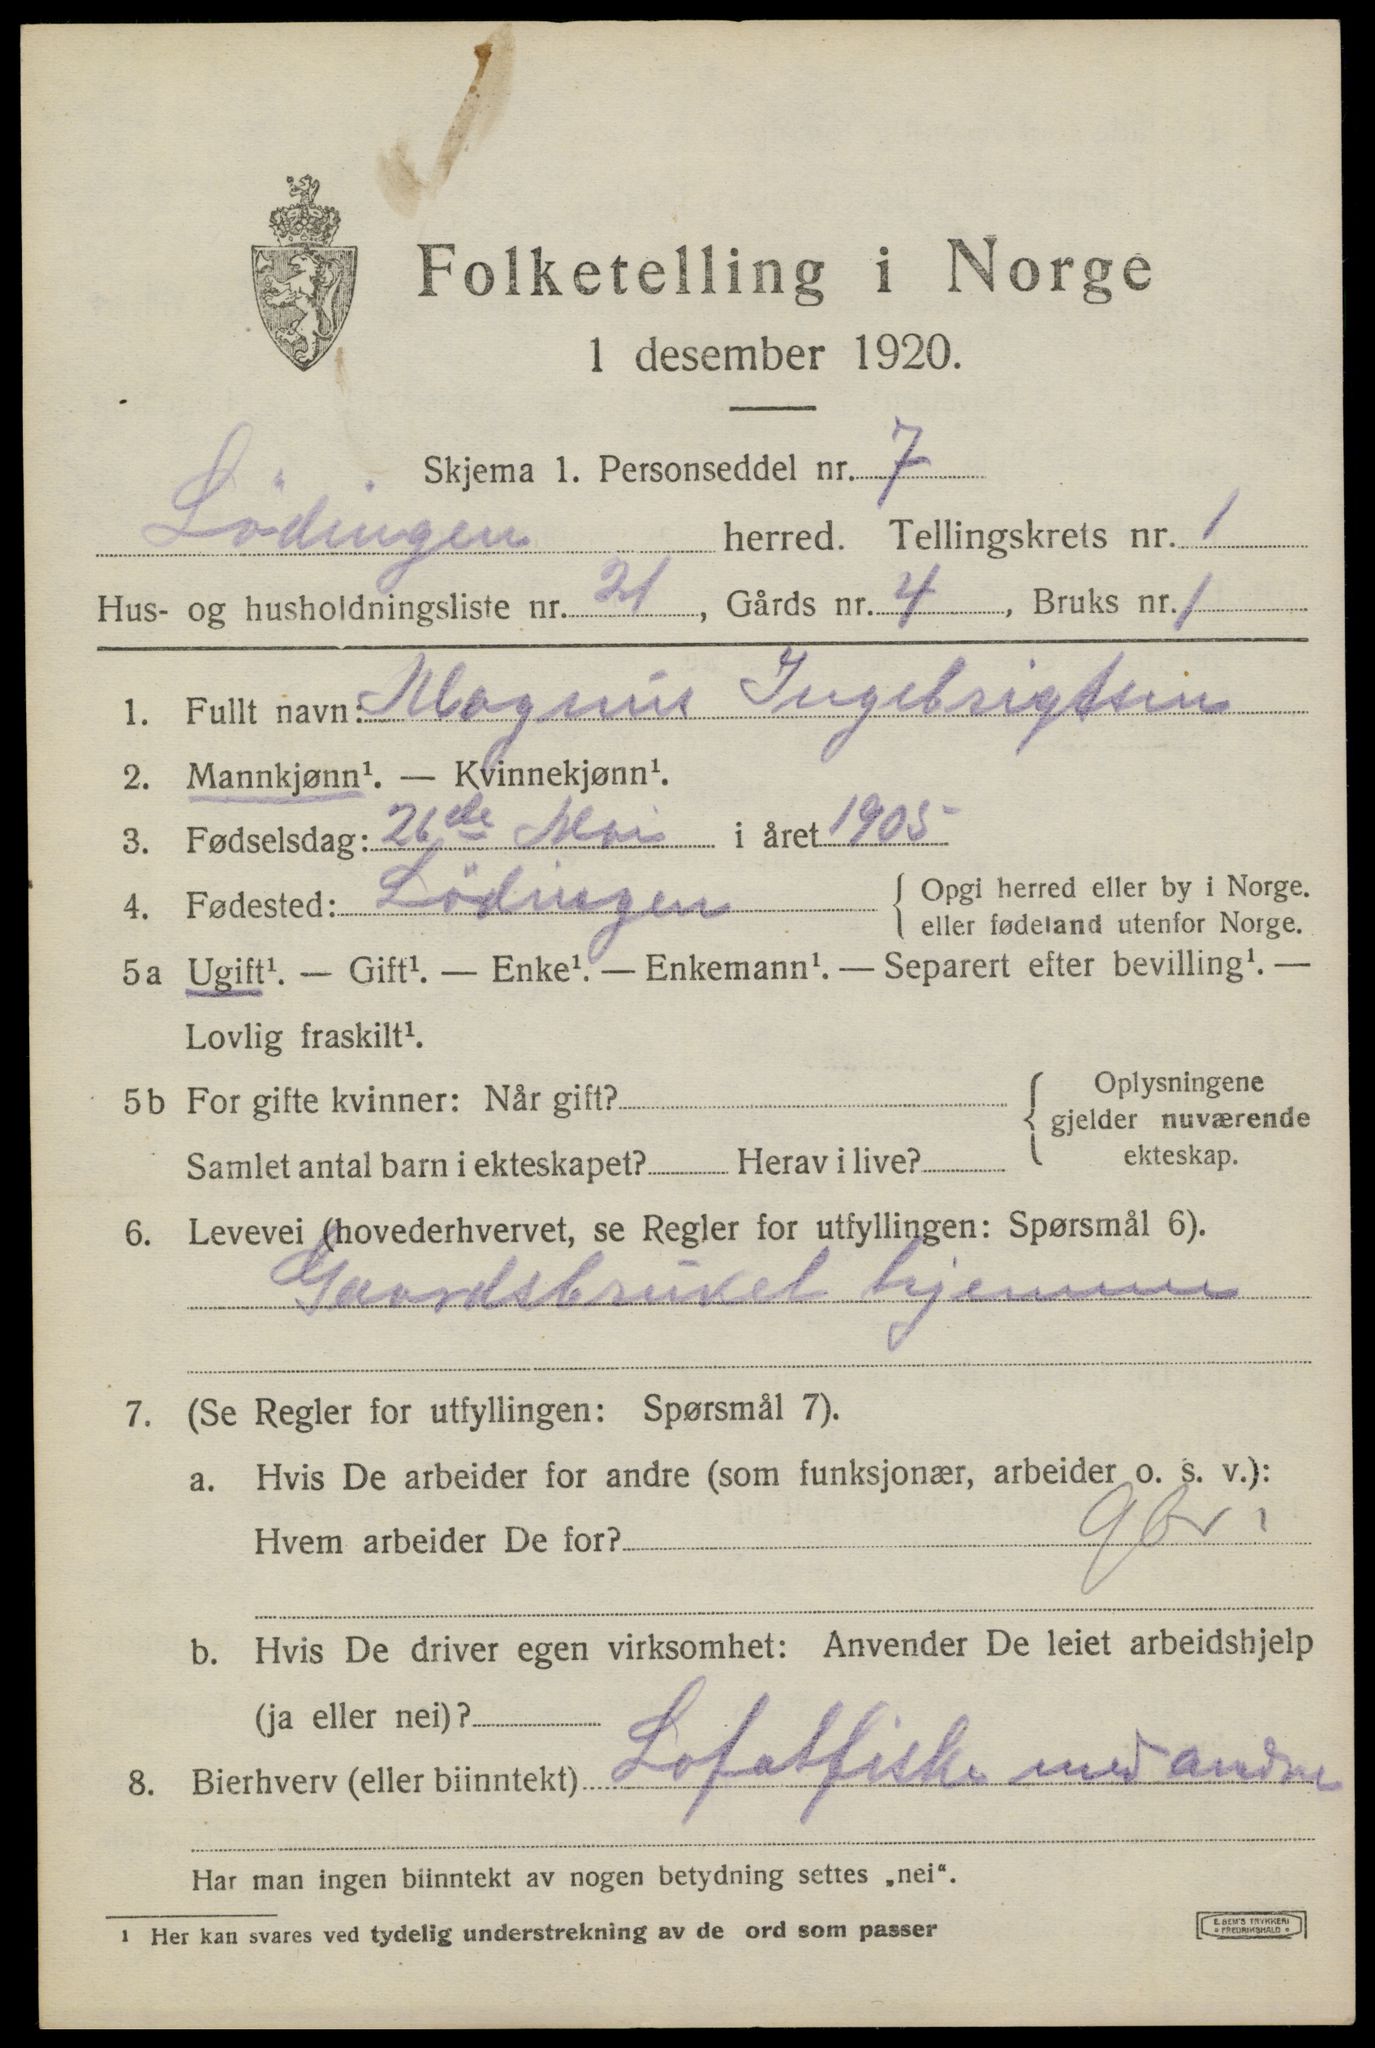 Folketelling i Norge
1 desember 1920.
Skjema 1. Personseddel nr. 7
Lödingen herred. Tellingskrets nr. 1
Hus- og husholdningsliste nr. 21, Gårds nr. 4, Bruks nr. 1
1. Fullt navn: Magnus Ingebrigtsen
2. Mannkjønn¹. — Kvinnekjønn¹.
3. Fødselsdag: 26de Mai i året 1905
4. Fødested: Lödingen { Opgi herred eller by i Norge.
eller fødeland utenfor Norge.
5a Ugift¹. — Gift¹. — Enke¹. — Enkemann¹. — Separert efter bevilling¹. —
Lovlig fraskilt¹.
5b For gifte kvinner: Når gift? { Oplysningene
gjelder nuværende
Samlet antal barn i ekteskapet? Herav i live? ekteskap.
6. Levevei (hovederhvervet, se Regler for utfyllingen: Spørsmål 6).
Gaardsbruket hjemme
7. (Se Regler for utfyllingen: Spørsmål 7).
a. Hvis De arbeider for andre (som funksjonær, arbeider o. s. v.):
Hvem arbeider De for? gbr
b. Hvis De driver egen virksomhet: Anvender De leiet arbeidshjelp
(ja eller nei)?
8. Bierhverv (eller biinntekt) Lofotfiske med andre
Har man ingen biinntekt av nogen betydning settes „nei“.
1 Her kan svares ved tydelig understrekning av de ord som passer
E. SEM'S TRYKKERI
FREDRIKSHALD